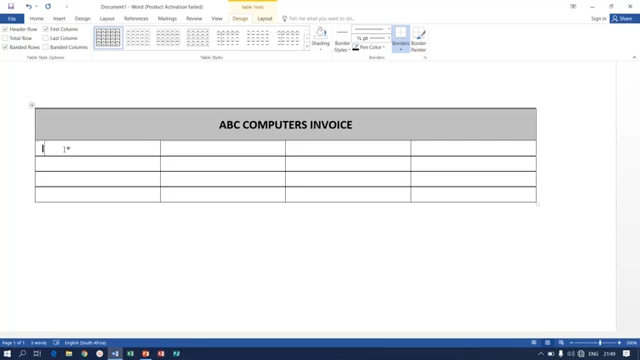 Document1 - Word (Product Activation Failed)
Table Tools
File
Home
Insert
Design
Layout
References
Mailings
Review
View
Design
Layout
Tell me what you want to do...
Sign in
Share
Header Row
First Column
Total Row
Last Column
Banded Rows
Banded Columns
Table Style Options
Table Styles
Shading
Border Styles
½ pt
Pen Color
Borders
Border Painter
Borders
ABC COMPUTERS INVOICE
I
Page 1 of 1
3 words
English (South Africa)
200%
ENG
21:49